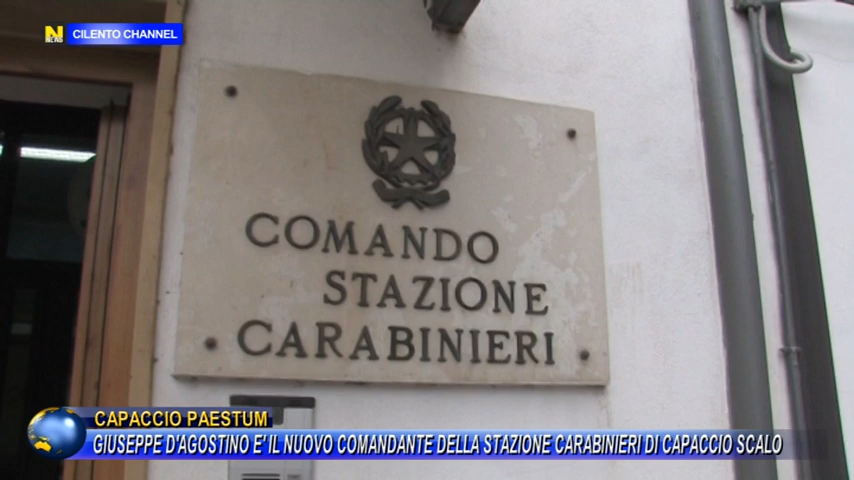 N
CILENTO CHANNEL
COMANDO
STAZIONE
CARABINIERI
CAPACCIO PAESTUM
GIUSEPPE D'AGOSTINO E' IL NUOVO COMANDANTE DELLA STAZIONE CARABINIERI DI CAPACCIO SCALO